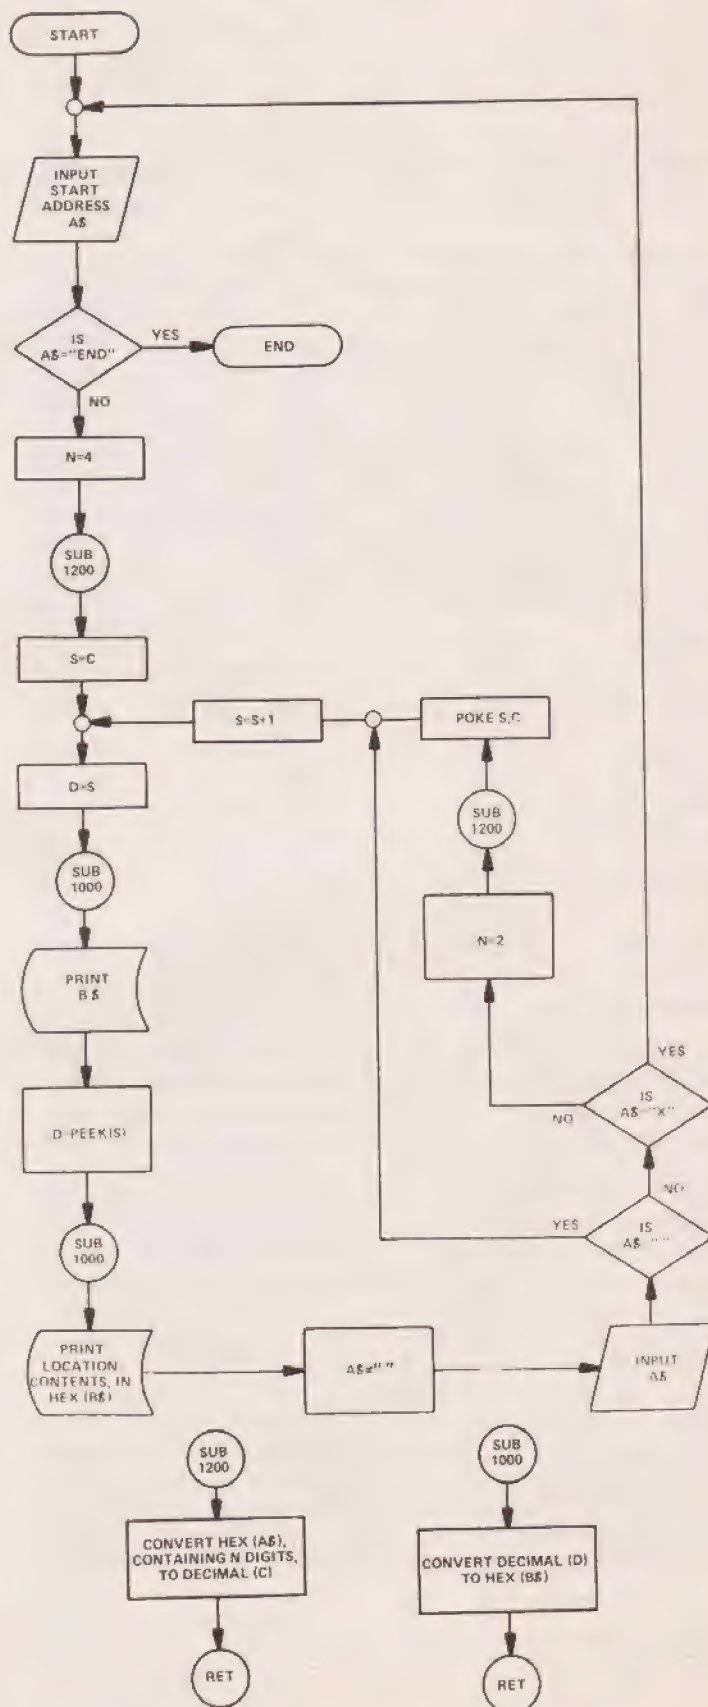 START
INPUT
START
ADDRESS
A$
IS
A$="END"
YES
END
NO
N=4
SUB
1200
S=C
S=S+1
POKE S,C
D=S
SUB
1200
SUB
1000
N=2
PRINT
B$
YES
IS
A$="X"
NO
D=PEEK(S)
NO
YES
IS
A$=" "
SUB
1000
PRINT
LOCATION
CONTENTS, IN
HEX (B$)
A$=" "
INPUT
A$
SUB
1200
SUB
1000
CONVERT HEX (A$),
CONTAINING N DIGITS,
TO DECIMAL (C)
CONVERT DECIMAL (D)
TO HEX (B$)
RET
RET